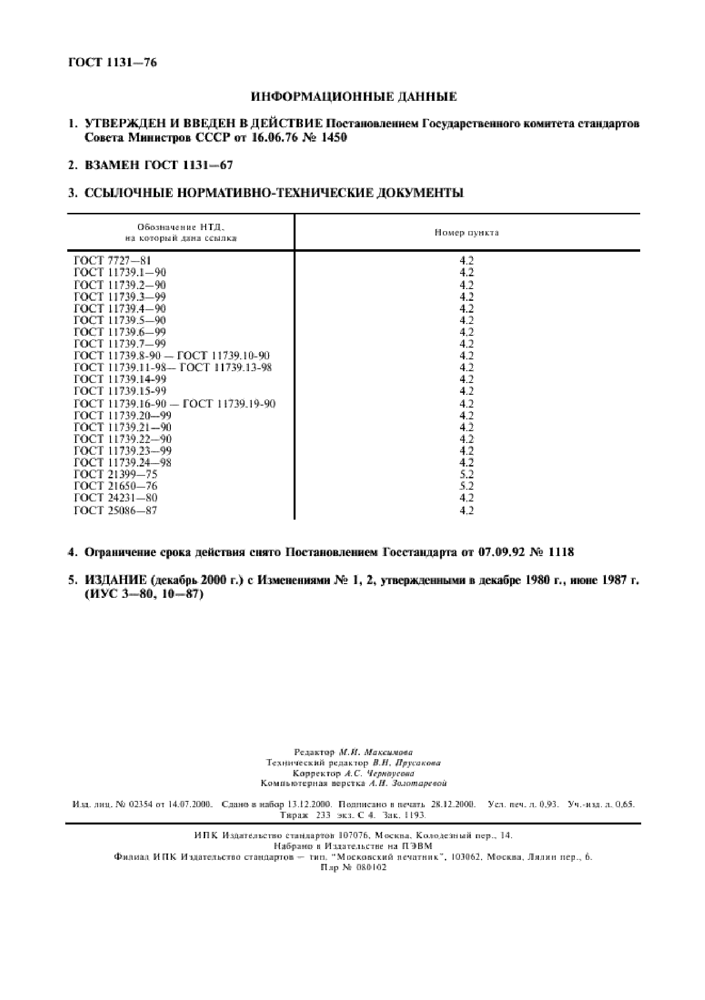 ГОСТ 1131—76
ИНФОРМАЦИОННЫЕ ДАННЫЕ
1. УТВЕРЖДЕН И ВВЕДЕН В ДЕЙСТВИЕ Постановлением Государственного комитета стандартов
Совета Министров СССР от 16.06.76 № 1450
2. ВЗАМЕН ГОСТ 1131—67
3. ССЫЛОЧНЫЕ НОРМАТИВНО-ТЕХНИЧЕСКИЕ ДОКУМЕНТЫ
Обозначение НТД,
на который дана ссылка
Номер пункта
ГОСТ 7727—81 4.2
ГОСТ 11739.1—90 4.2
ГОСТ 11739.2—90 4.2
ГОСТ 11739.3—99 4.2
ГОСТ 11739.4—90 4.2
ГОСТ 11739.5—90 4.2
ГОСТ 11739.6—99 4.2
ГОСТ 11739.7—99 4.2
ГОСТ 11739.8-90 — ГОСТ 11739.10-90 4.2
ГОСТ 11739.11-98— ГОСТ 11739.13-98 4.2
ГОСТ 11739.14-99 4.2
ГОСТ 11739.15-99 4.2
ГОСТ 11739.16-90 — ГОСТ 11739.19-90 4.2
ГОСТ 11739.20—99 4.2
ГОСТ 11739.21—90 4.2
ГОСТ 11739.22—90 4.2
ГОСТ 11739.23—99 4.2
ГОСТ 11739.24—98 4.2
ГОСТ 21399—75 5.2
ГОСТ 21650—76 5.2
ГОСТ 24231—80 4.2
ГОСТ 25086—87 4.2
4. Ограничение срока действия снято Постановлением Госстандарта от 07.09.92 № 1118
5. ИЗДАНИЕ (декабрь 2000 г.) с Изменениями № 1, 2, утвержденными в декабре 1980 г., июне 1987 г.
(ИУС 3—80, 10—87)
Редактор М.И. Максимова
Технический редактор В.Н. Прусакова
Корректор А.С. Черноусова
Компьютерная верстка А.Н. Золотаревой
Изд. лиц. № 02354 от 14.07.2000. Сдано в набор 13.12.2000. Подписано в печать 28.12.2000. Усл. печ. л. 0,93. Уч.-изд. л. 0,65.
Тираж 233 экз. С 4. Зак. 1193.
ИПК Издательство стандартов 107076, Москва, Колодезный пер., 14.
Набрано в Издательстве на ПЭВМ
Филиал ИПК Издательство стандартов — тип. “Московский печатник”, 103062, Москва, Лялин пер., 6.
Плр № 080102